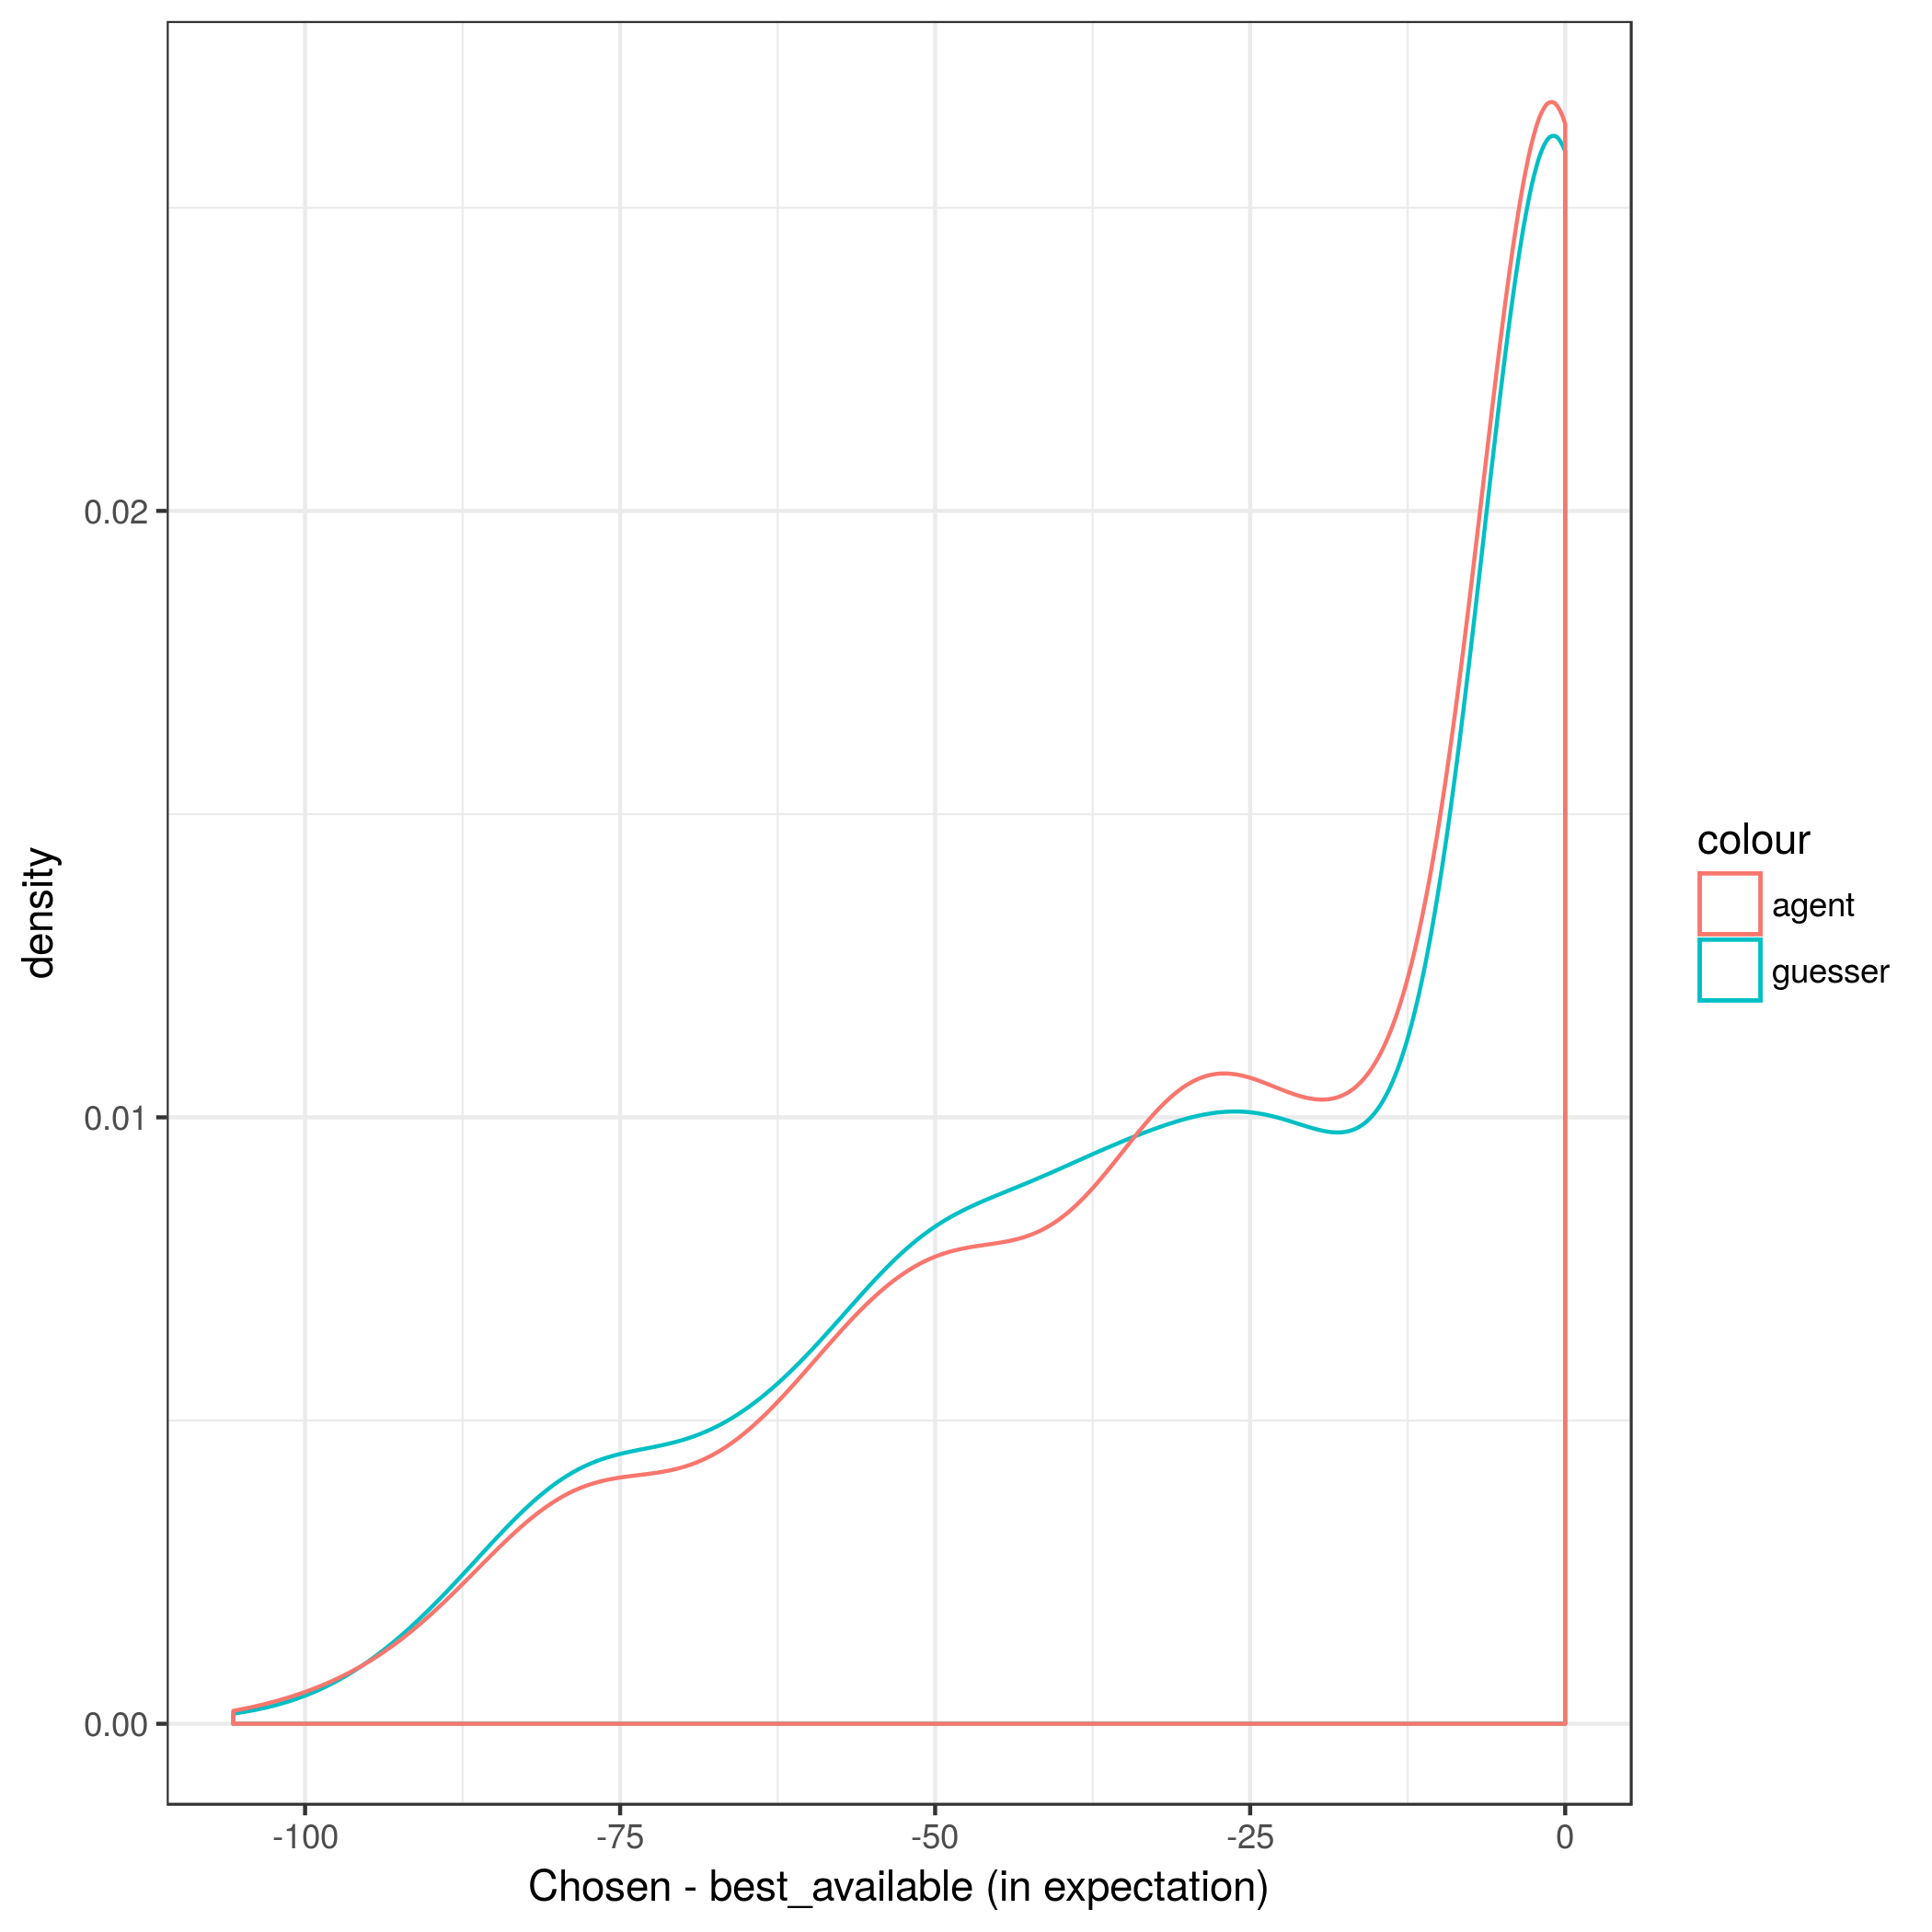 density
0.02
0.01
0.00
-100
-75
-50
-25
0
Chosen - best_available (in expectation)
colour
agent
guesser